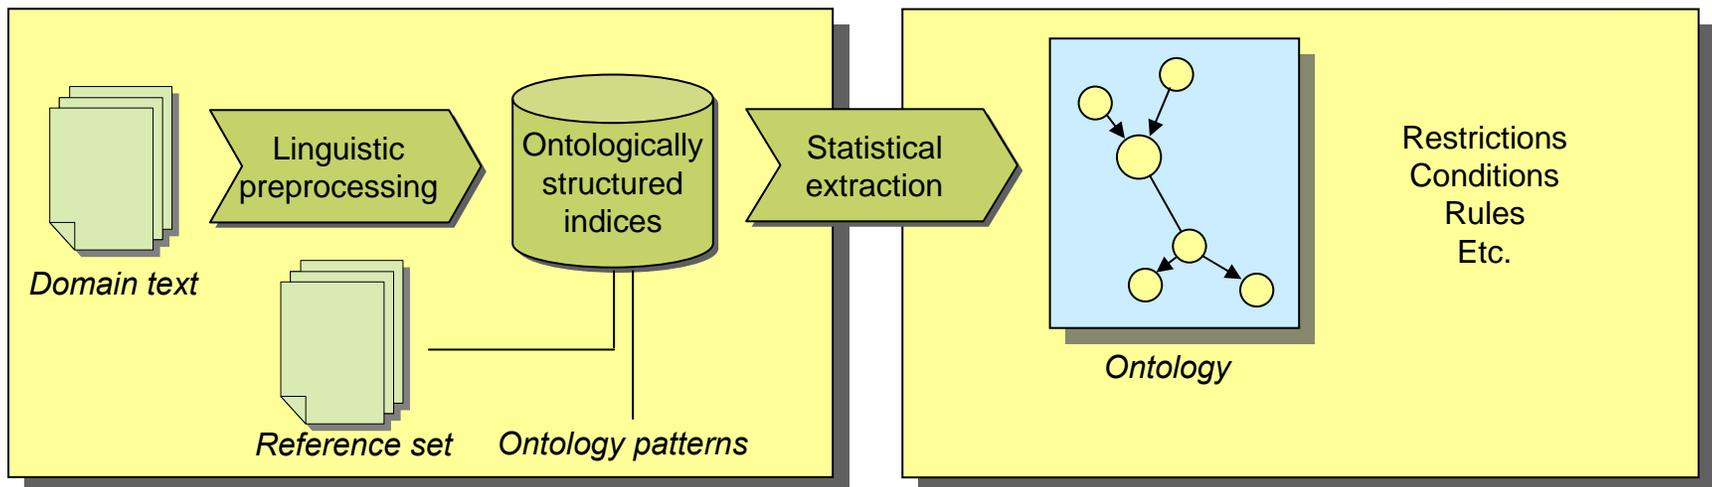 Linguistic
preprocessing
Ontologically
structured
indices
Statistical
extraction
Restrictions
Conditions
Rules
Etc.
Domain text
Ontology
Reference set
Ontology patterns